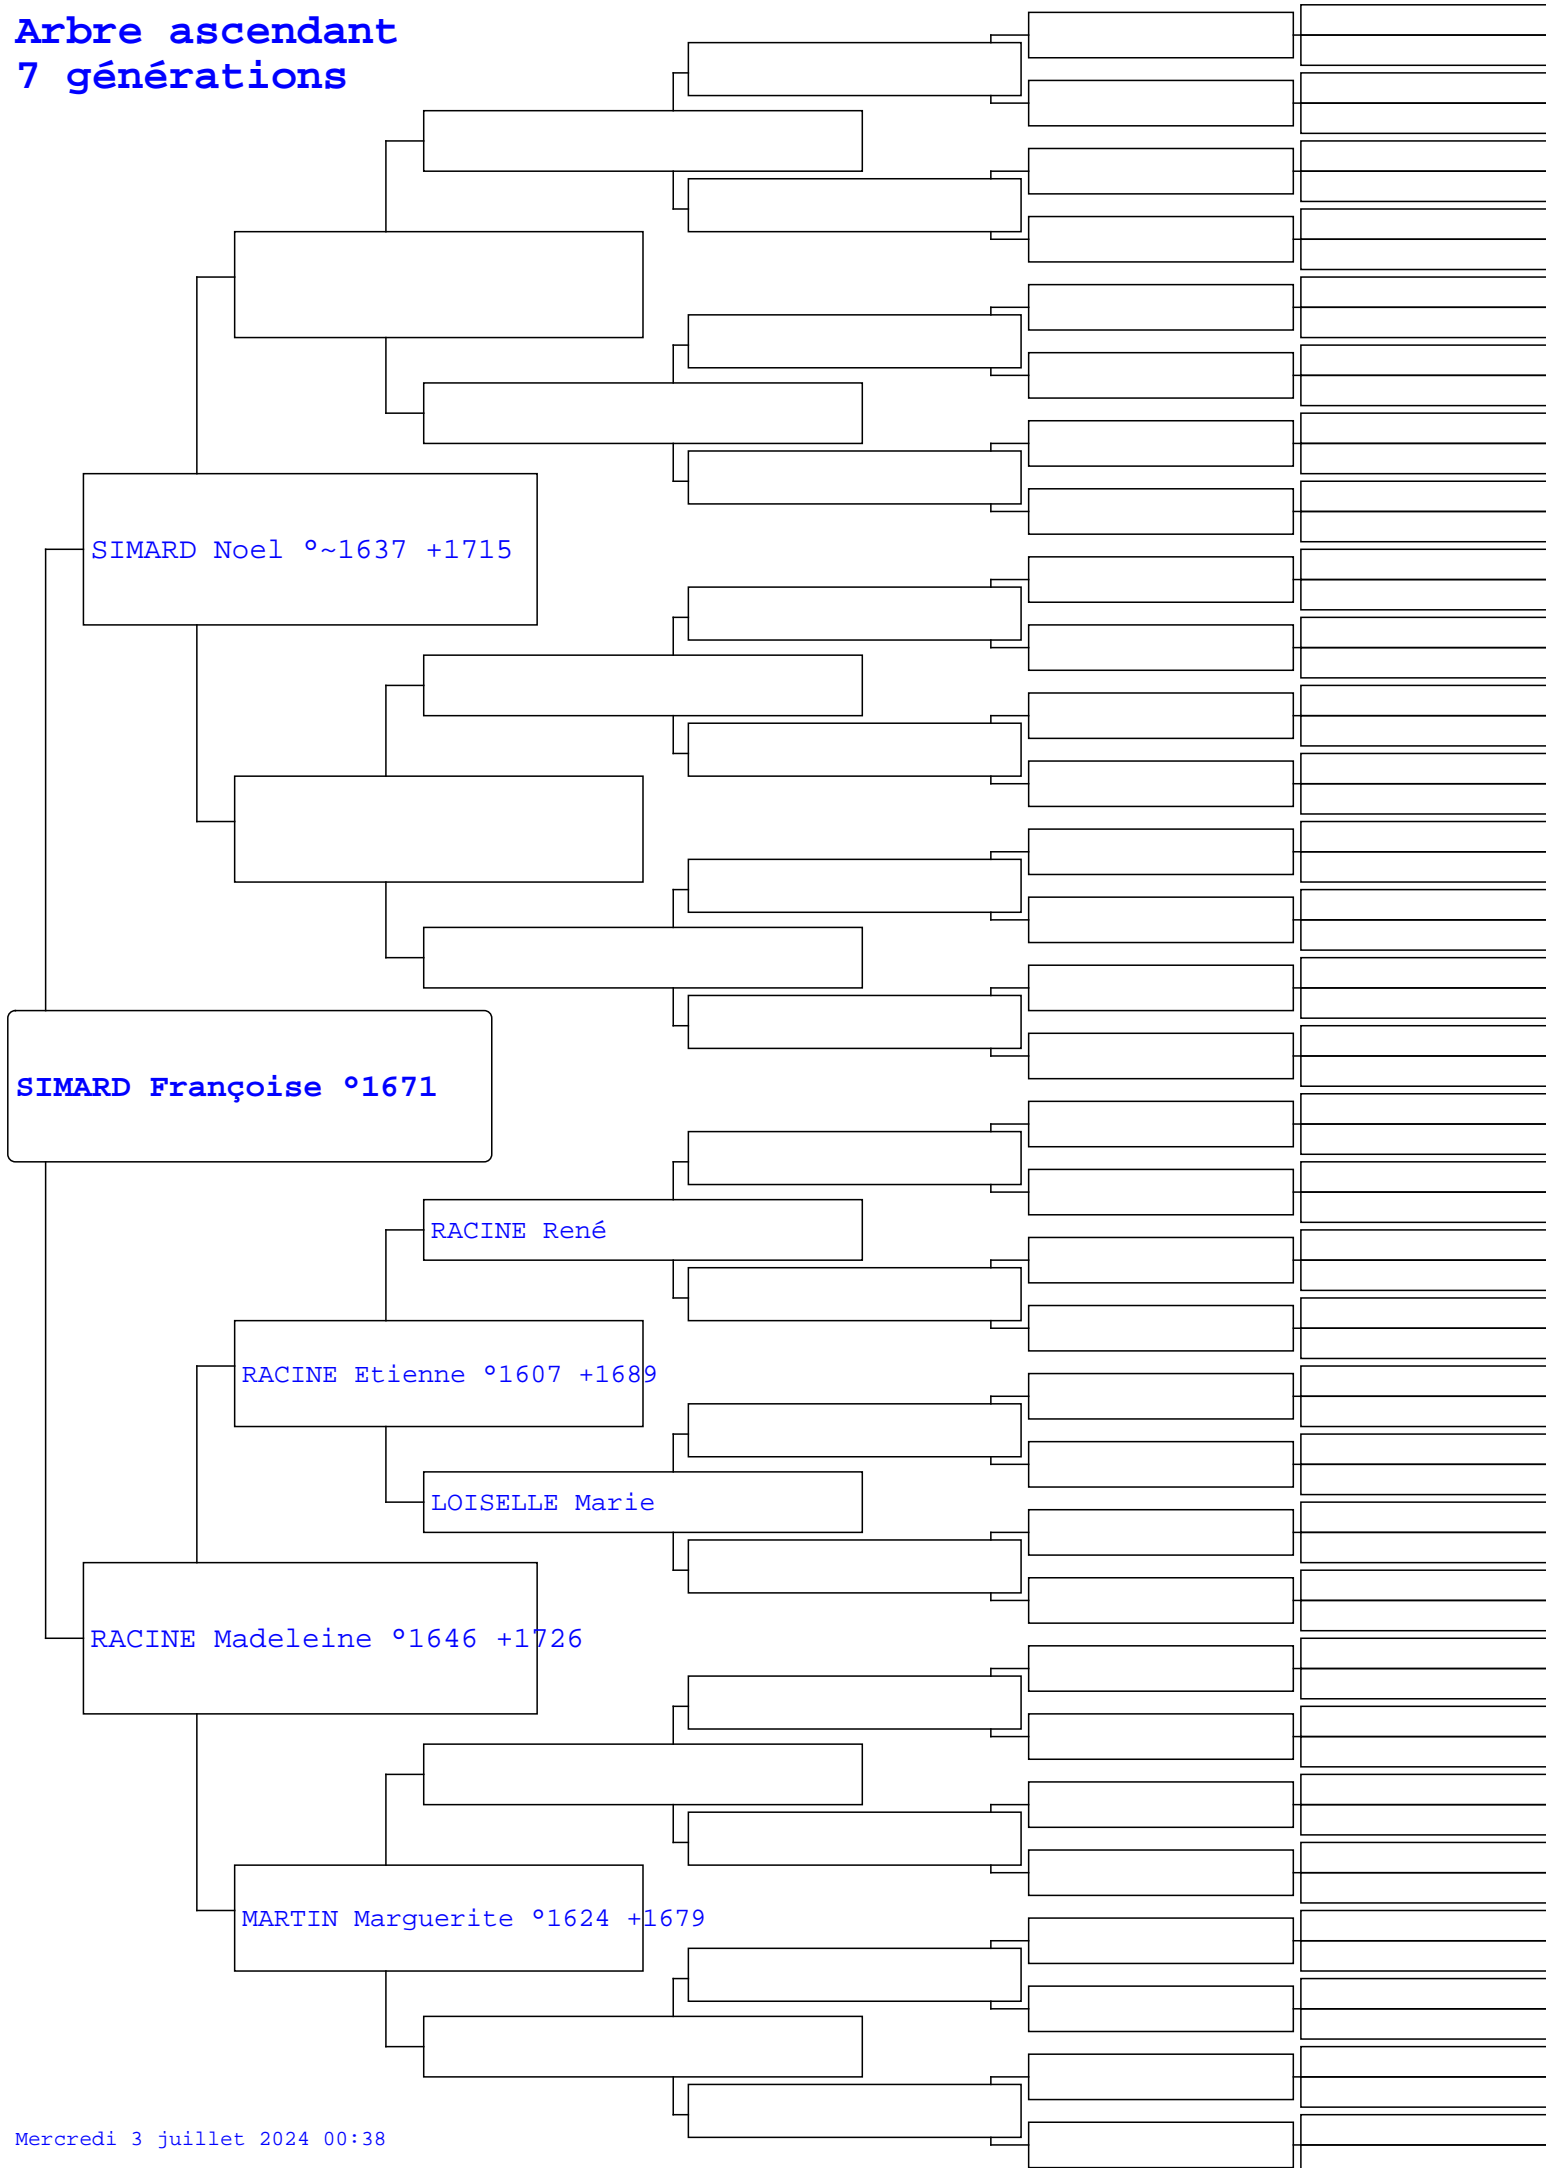 Arbre ascendant
7 générations
SIMARD Noel °~1637 +1715
SIMARD Françoise °1671
RACINE René
RACINE Etienne °1607 +1689
LOISELLE Marie
RACINE Madeleine °1646 +1726
MARTIN Marguerite °1624 +1679
Mercredi 3 juillet 2024 00:38